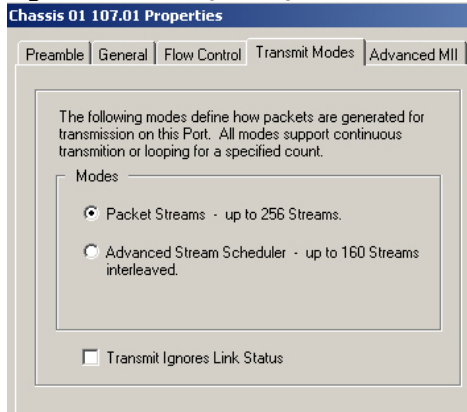 Chassis 01 107.01 Properties
Preamble General Flow Control Transmit Modes Advanced MII
The following modes define how packets are generated for
transmission on this Port. All modes support continuous
transmition or looping for a specified count.
Modes
Packet Streams - up to 256 Streams.
Advanced Stream Scheduler - up to 160 Streams
interleaved.
Transmit Ignores Link Status